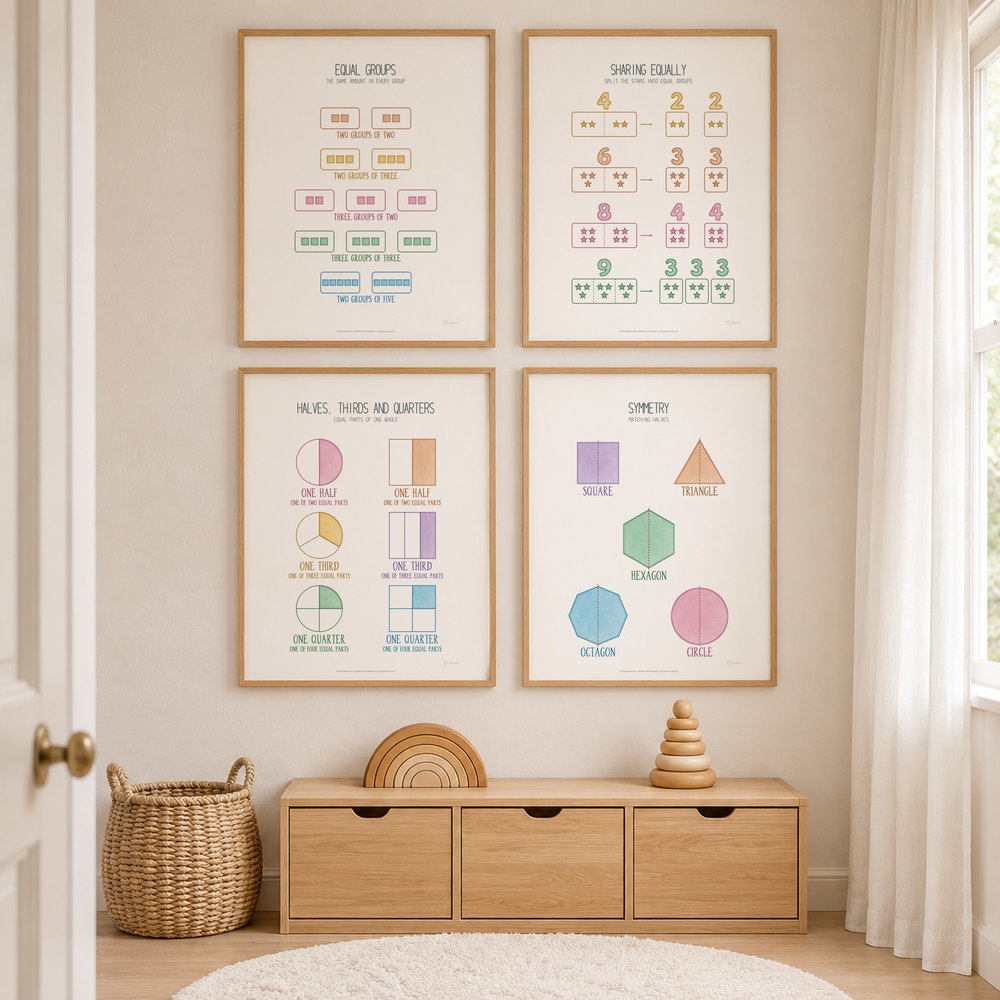 EQUAL GROUPS
THE SAME AMOUNT IN EVERY GROUP
TWO GROUPS OF TWO
TWO GROUPS OF THREE
THREE GROUPS OF TWO
THREE GROUPS OF THREE
TWO GROUPS OF FIVE
SHARING EQUALLY
SPLIT THE STARS INTO EQUAL GROUPS
4 2 2
6 3 3
8 4 4
9 3 3 3
HALVES, THIRDS AND QUARTERS
EQUAL PARTS OF ONE WHOLE
ONE HALF
ONE OF TWO EQUAL PARTS
ONE HALF
ONE OF TWO EQUAL PARTS
ONE THIRD
ONE OF THREE EQUAL PARTS
ONE THIRD
ONE OF THREE EQUAL PARTS
ONE QUARTER
ONE OF FOUR EQUAL PARTS
ONE QUARTER
ONE OF FOUR EQUAL PARTS
SYMMETRY
MATCHING HALVES
SQUARE
TRIANGLE
HEXAGON
OCTAGON
CIRCLE